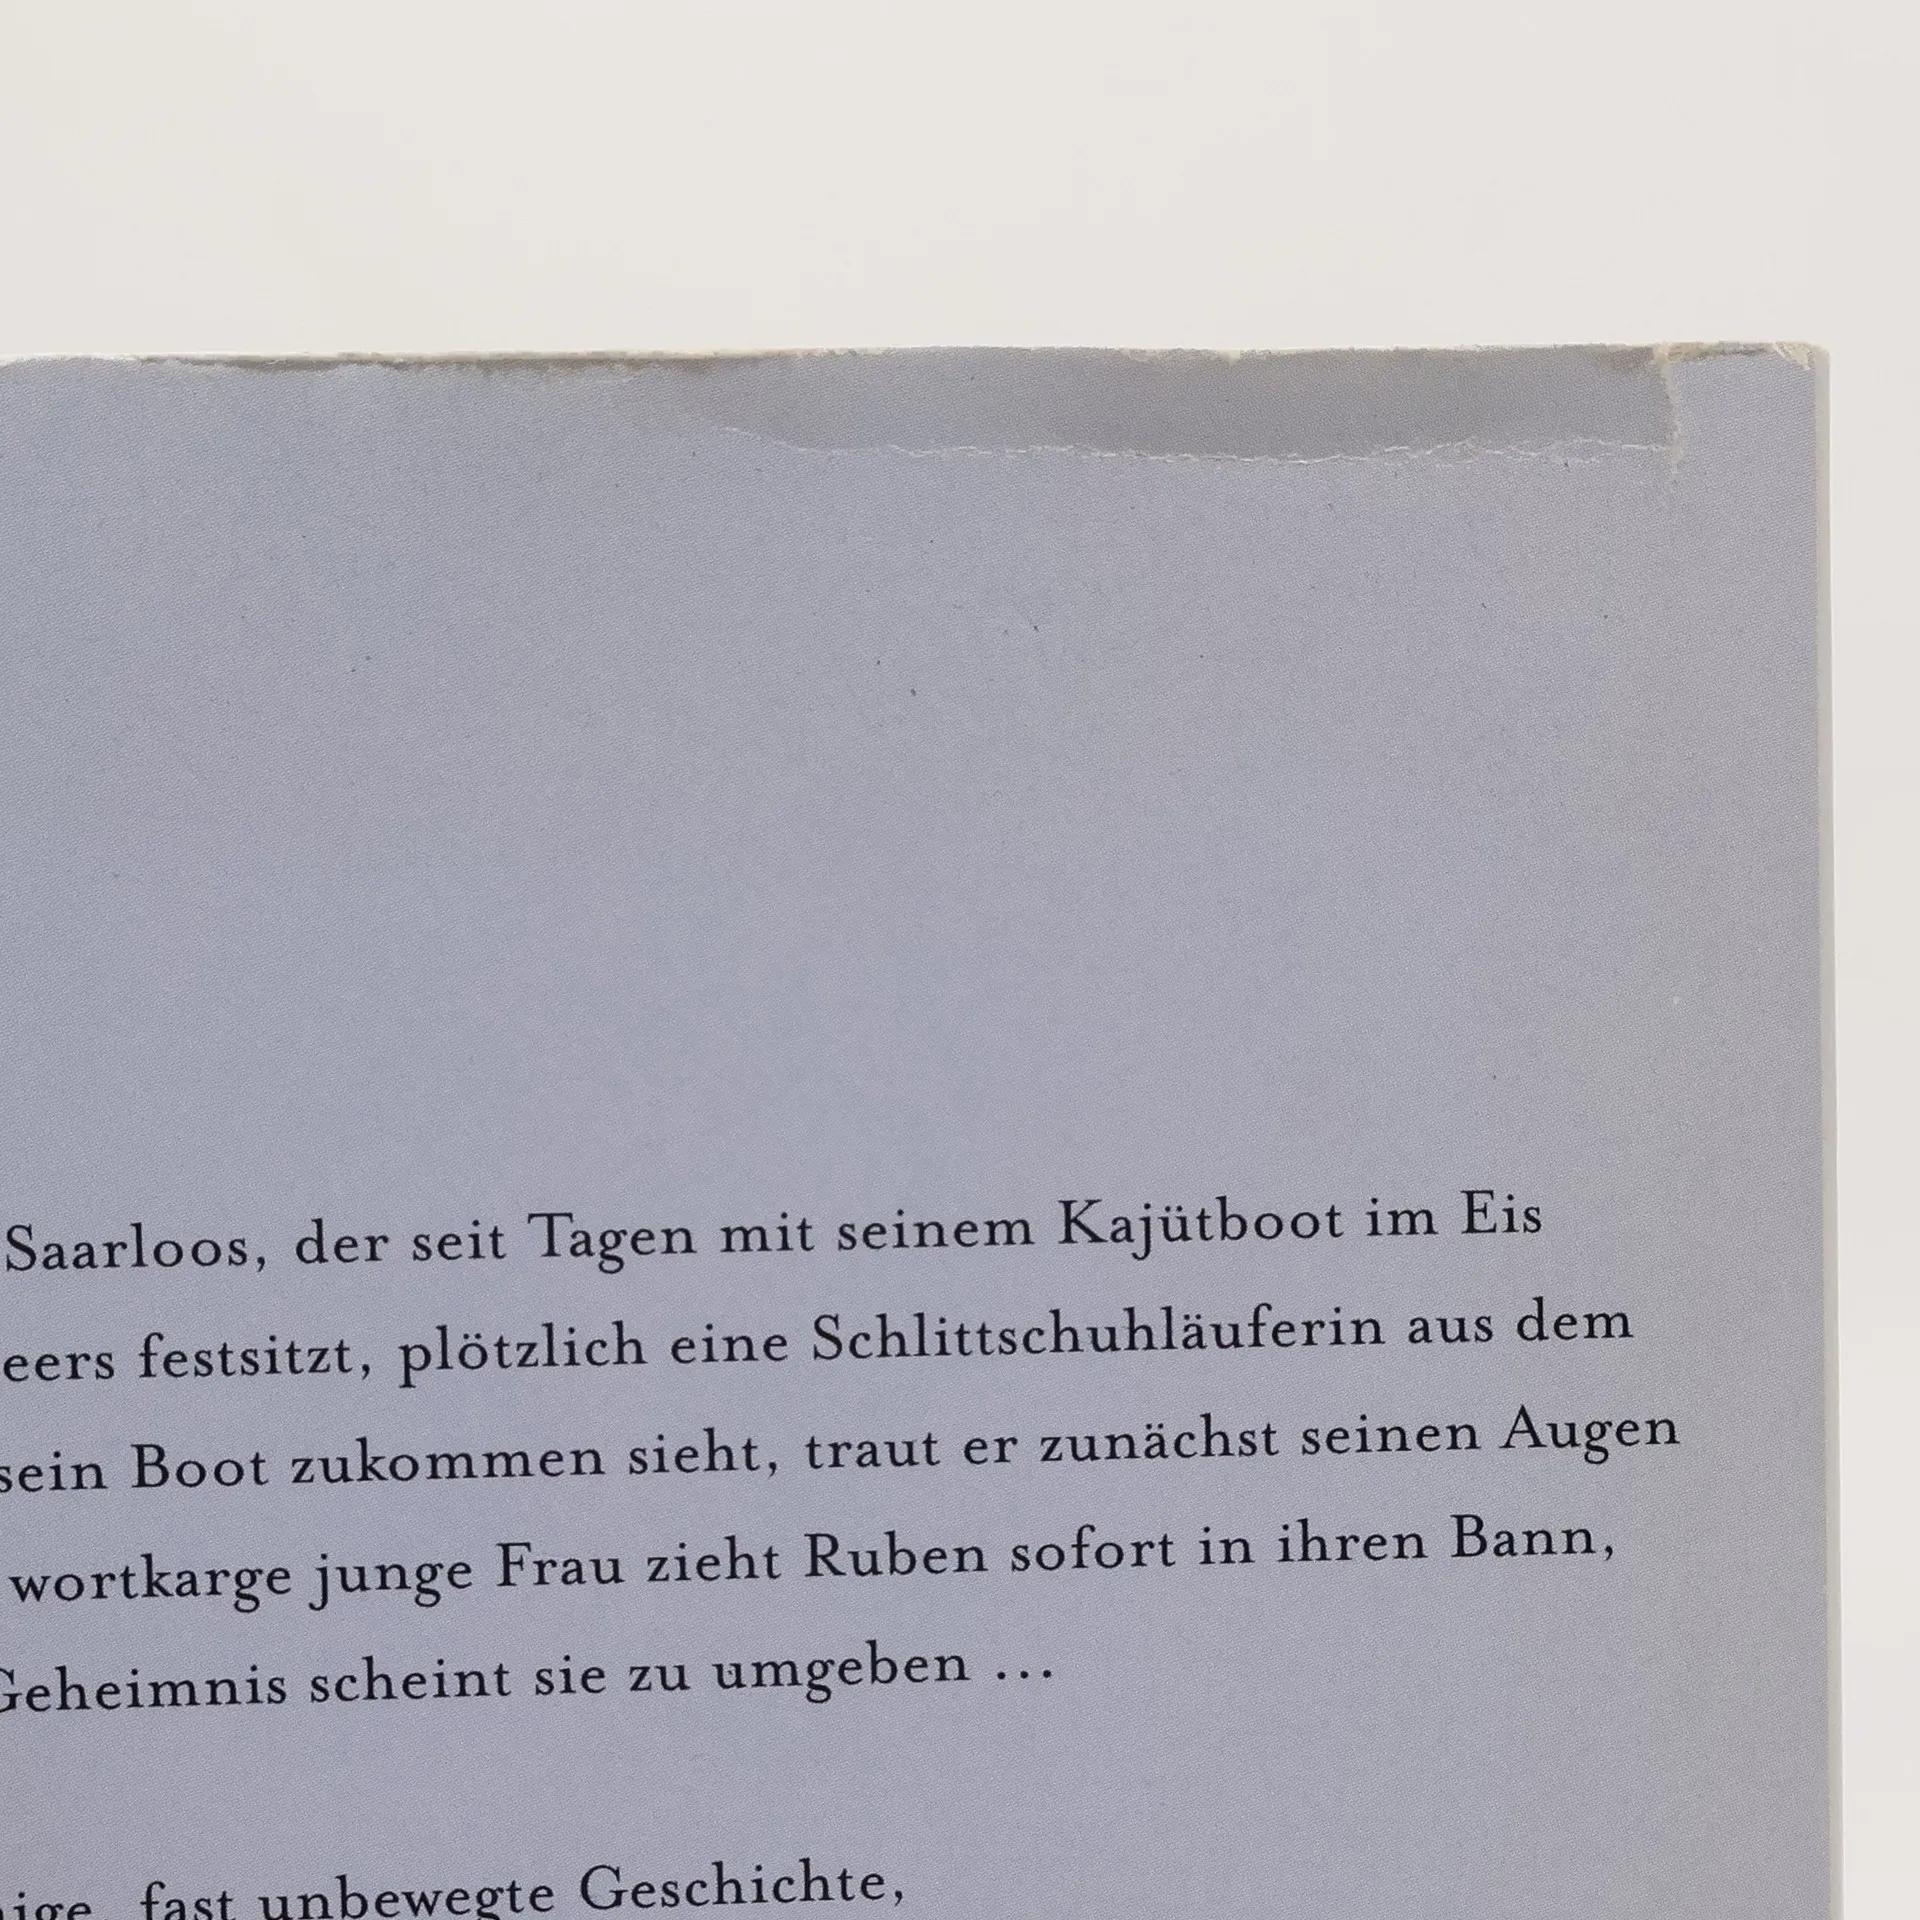 Saarloos, der seit Tagen mit seinem Kajütboot im Eis
eers festsitzt, plötzlich eine Schlittschuhläuferin aus dem
sein Boot zukommen sieht, traut er zunächst seinen Augen
wortkarge junge Frau zieht Ruben sofort in ihren Bann,
Geheimnis scheint sie zu umgeben ...
fast unbewegte Geschichte,